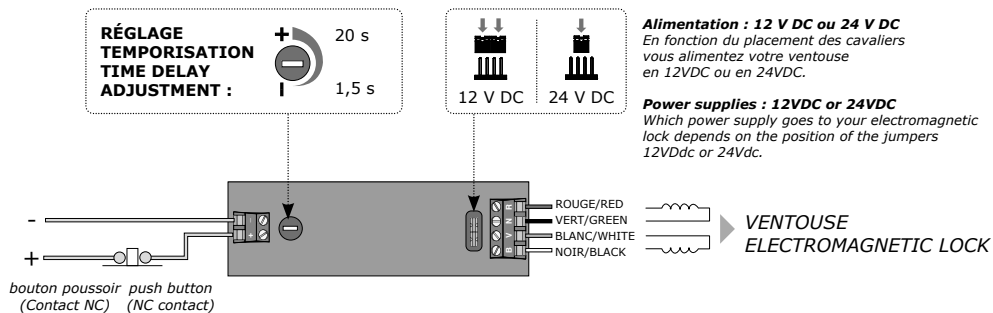 RÉGLAGE
TEMPORISATION
TIME DELAY
ADJUSTMENT :
+
20 s
-
1,5 s
12 V DC
24 V DC
Alimentation : 12 V DC ou 24 V DC
En fonction du placement des cavaliers
vous alimentez votre ventouse
en 12VDC ou en 24VDC.
Power supplies : 12VDC or 24VDC
Which power supply goes to your electromagnetic
lock depends on the position of the jumpers
12VDdc or 24Vdc.
-
+
- +
R
N
V
B
ROUGE/RED
VERT/GREEN
BLANC/WHITE
NOIR/BLACK
VENTOUSE
ELECTROMAGNETIC LOCK
bouton poussoir
(Contact NC)
push button
(NC contact)